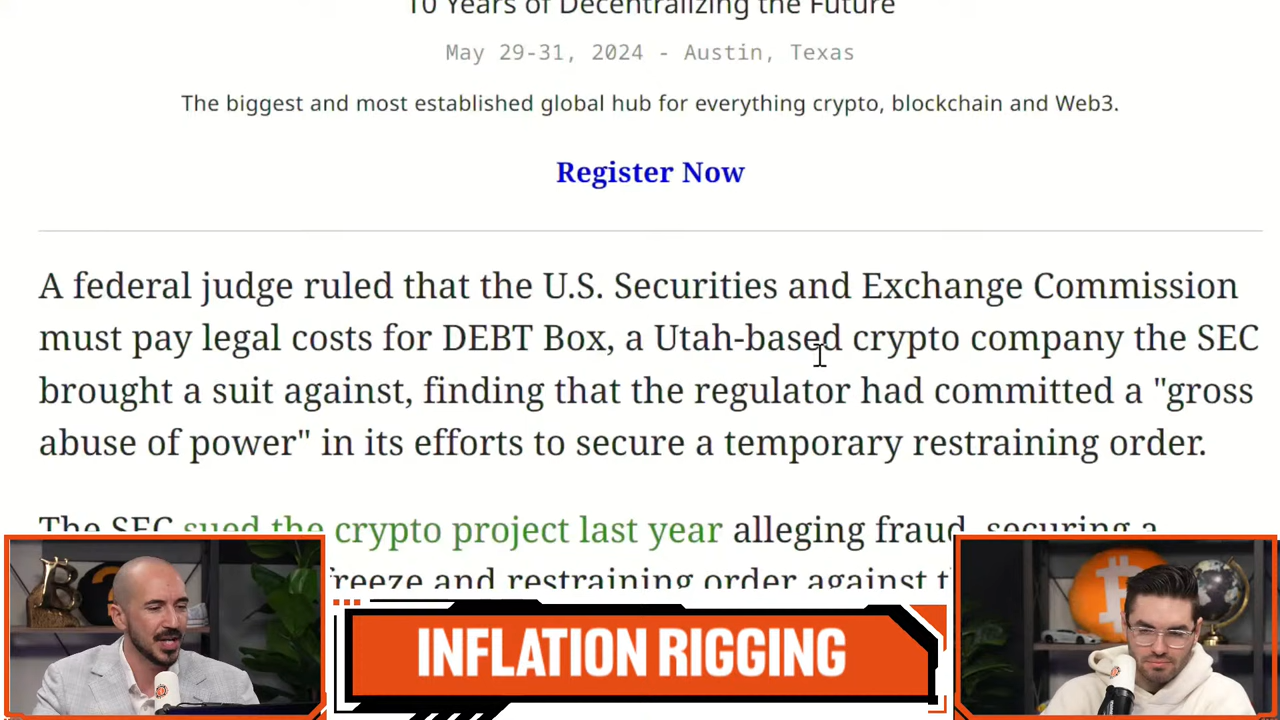 10 Years of Decentralizing the Future
May 29-31, 2024 - Austin, Texas
The biggest and most established global hub for everything crypto, blockchain and Web3.
Register Now
A federal judge ruled that the U.S. Securities and Exchange Commission
must pay legal costs for DEBT Box, a Utah-based crypto company the SEC
brought a suit against, finding that the regulator had committed a "gross
abuse of power" in its efforts to secure a temporary restraining order.
The SEC sued the crypto project last year alleging fraud, securing a
freeze and restraining order against
INFLATION RIGGING